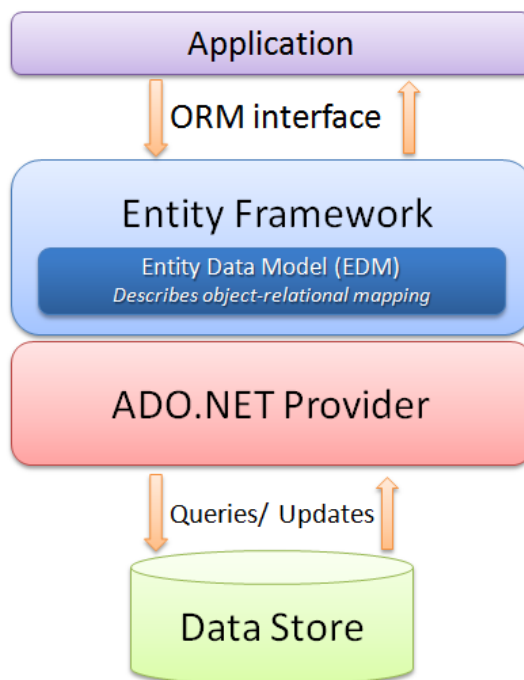 Application
ORM interface
Entity Framework
Entity Data Model (EDM)
Describes object-relational mapping
ADO.NET Provider
Queries/ Updates
Data Store